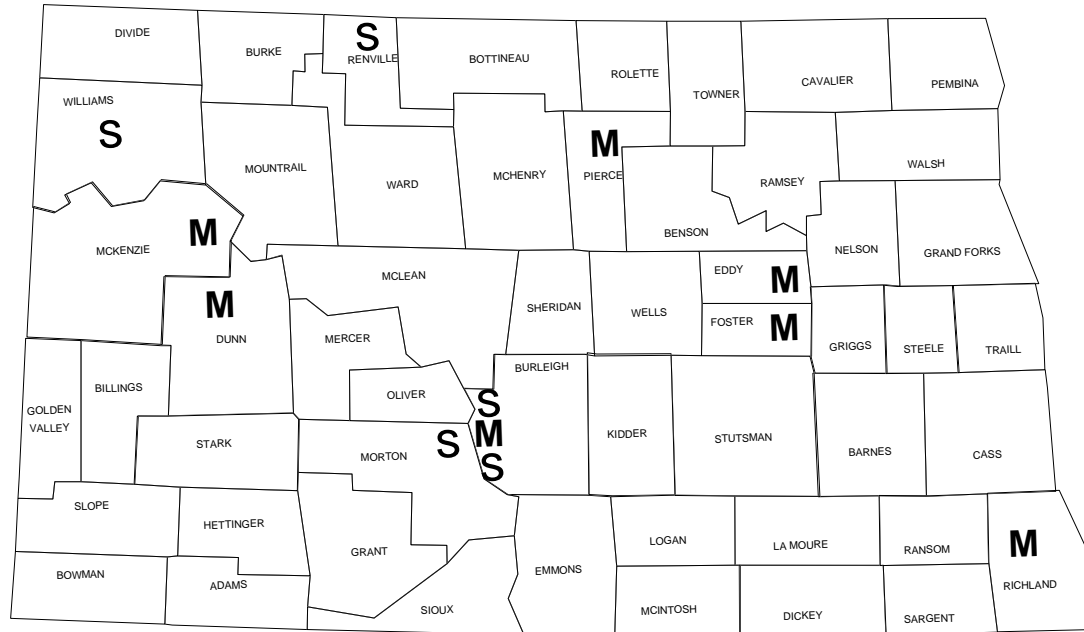 DIVIDE
BURKE
S
RENVILLE
BOTTINEAU
ROLETTE
TOWNER
CAVALIER
PEMBINA
WILLIAMS
S
MOUNTRAIL
WARD
MCHENRY
M
PIERCE
BENSON
RAMSEY
WALSH
MCKENZIE
M
NELSON
GRAND FORKS
M
DUNN
MCLEAN
SHERIDAN
WELLS
EDDY
M
FOSTER
M
GRIGGS
STEELE
TRAILL
MERCER
OLIVER
BURLEIGH
S
M
S
KIDDER
STUTSMAN
BARNES
CASS
GOLDEN
VALLEY
BILLINGS
STARK
MORTON
S
SLOPE
HETTINGER
GRANT
BOWMAN
ADAMS
SIOUX
EMMONS
LOGAN
LA MOURE
RANSOM
M
RICHLAND
MCINTOSH
DICKEY
SARGENT